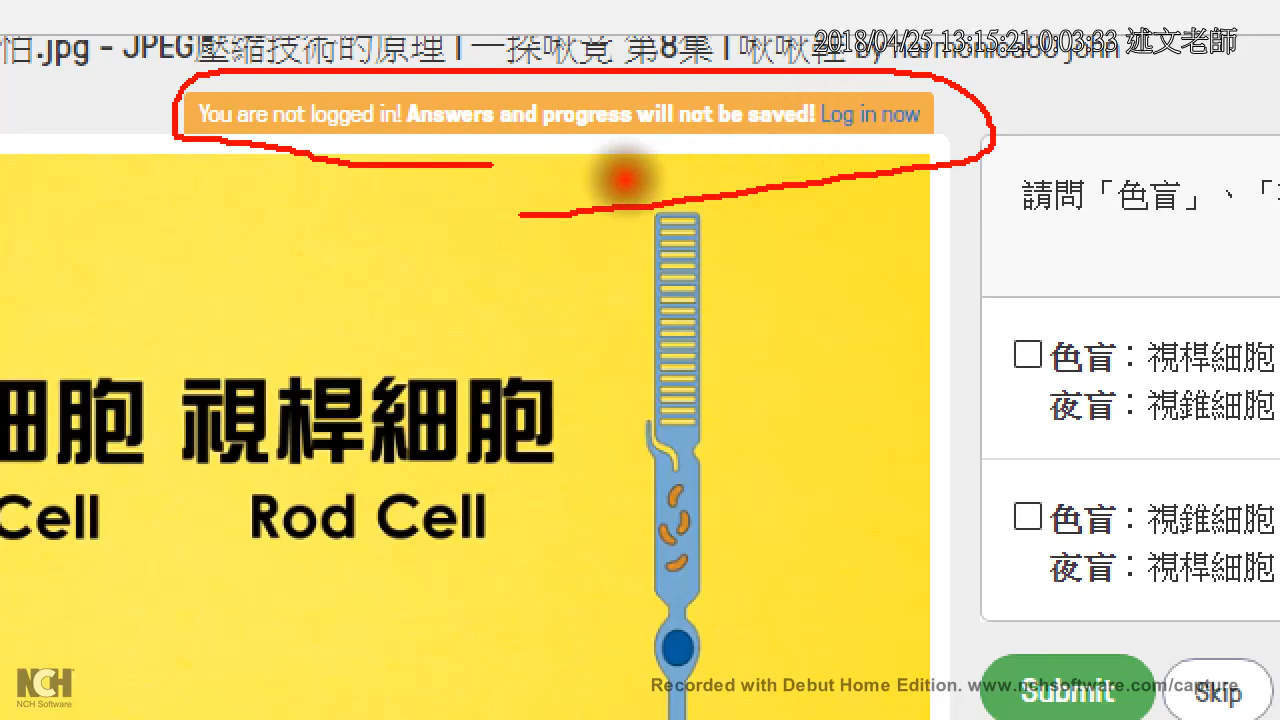 怕.jpg - JPEG壓縮技術的原理 | 一探啾竟 第8集 | 啾啾鞋 by harmonica80 john
2018/04/25 13:15:21 0:03:33 述文老師
You are not logged in! Answers and progress will not be saved! Log in now
請問「色盲」、「
細胞 視桿細胞
Cell Rod Cell
色盲：視桿細胞
夜盲：視錐細胞
色盲：視錐細胞
夜盲：視桿細胞
Submit
Skip
NCH
NCH Software
Recorded with Debut Home Edition. www.nchsoftware.com/capture